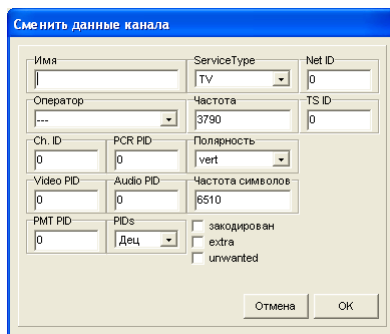 Сменить данные канала
Имя
ServiceType
TV
Net ID
0
Оператор
---
Частота
3790
TS ID
0
Ch. ID
0
PCR PID
0
Полярность
vert
Video PID
0
Audio PID
0
Частота символов
6510
PMT PID
0
PIDs
Дец
закодирован
extra
unwanted
Отмена
OK